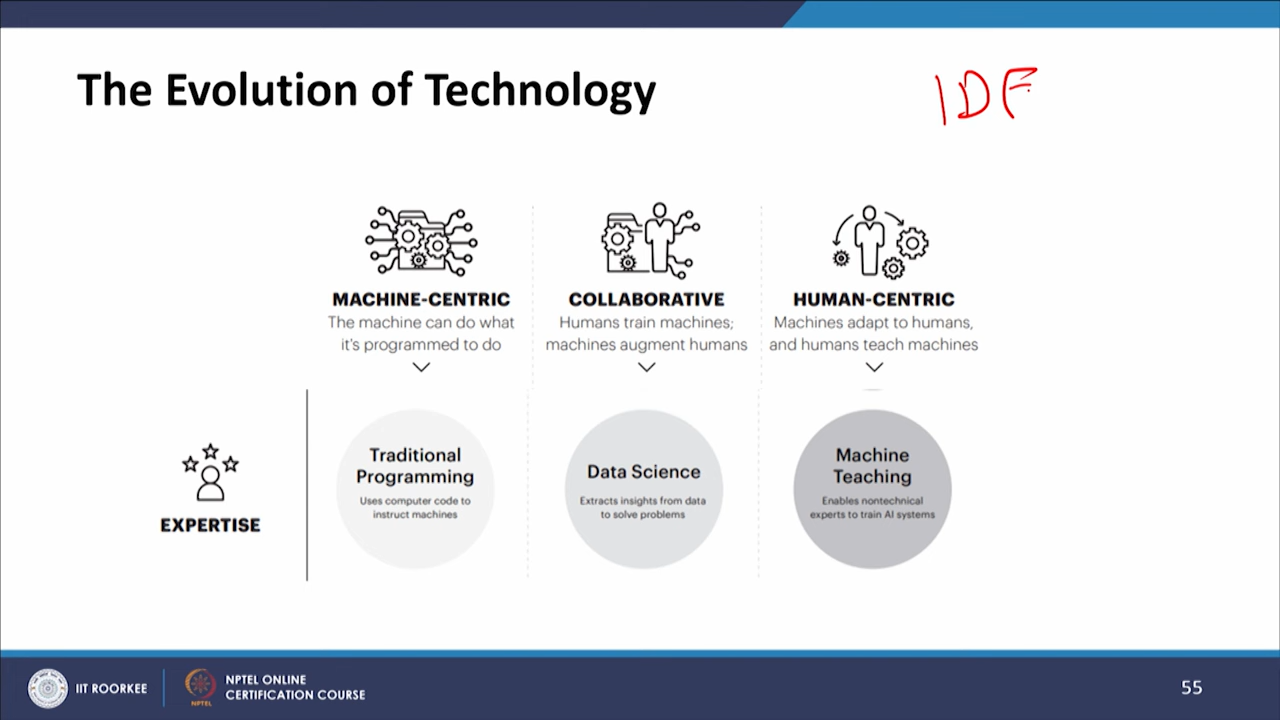 The Evolution of Technology
IDE
MACHINE-CENTRIC
The machine can do what
it's programmed to do
COLLABORATIVE
Humans train machines;
machines augment humans
HUMAN-CENTRIC
Machines adapt to humans,
and humans teach machines
EXPERTISE
Traditional
Programming
Uses computer code to
instruct machines
Data Science
Extracts insights from data
to solve problems
Machine
Teaching
Enables nontechnical
experts to train AI systems
IIT ROORKEE
NPTEL
NPTEL ONLINE
CERTIFICATION COURSE
55